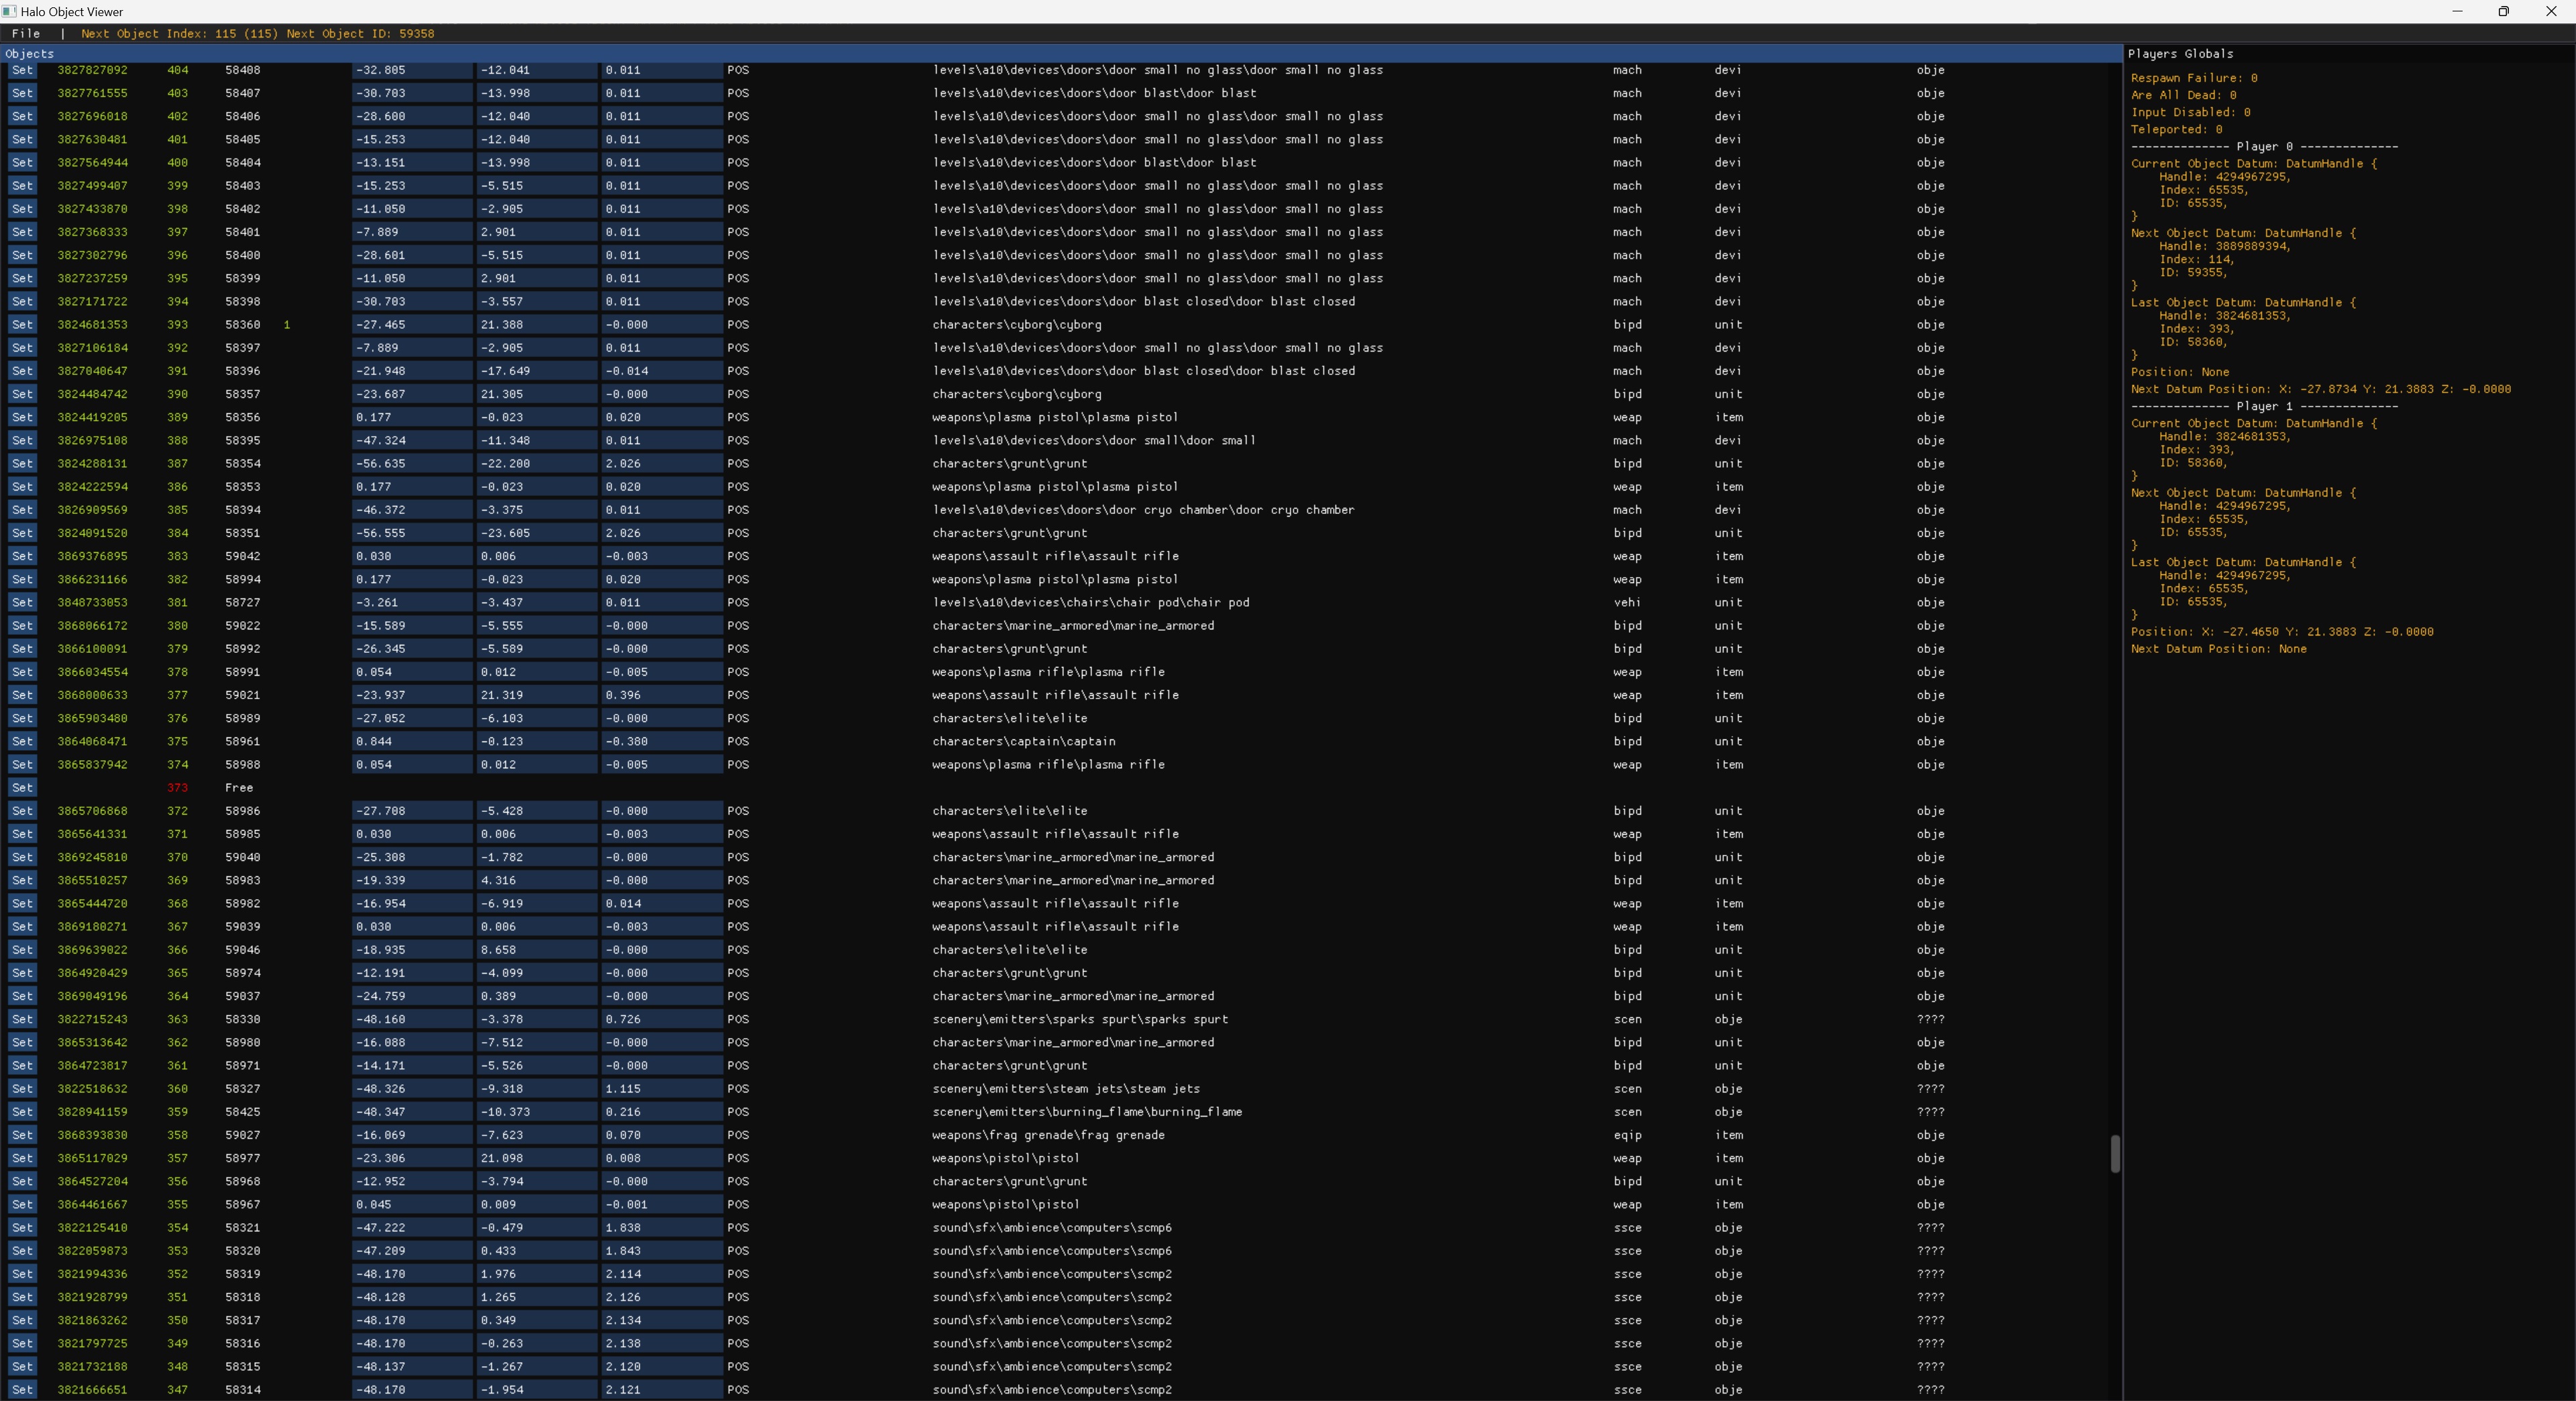 Halo Object Viewer
File | Next Object Index: 115 (115) Next Object ID: 59358
Objects
Set 3827827092 404 58408 -32.805 -12.041 0.011 POS levels\a10\devices\doors\door small no glass\door small no glass mach devi obje
Set 3827761555 403 58407 -30.703 -13.998 0.011 POS levels\a10\devices\doors\door blast\door blast mach devi obje
Set 3827696018 402 58406 -28.600 -12.040 0.011 POS levels\a10\devices\doors\door small no glass\door small no glass mach devi obje
Set 3827630481 401 58405 -15.253 -12.040 0.011 POS levels\a10\devices\doors\door small no glass\door small no glass mach devi obje
Set 3827564944 400 58404 -13.151 -13.998 0.011 POS levels\a10\devices\doors\door blast\door blast mach devi obje
Set 3827499407 399 58403 -15.253 -5.515 0.011 POS levels\a10\devices\doors\door small no glass\door small no glass mach devi obje
Set 3827433870 398 58402 -11.050 -2.905 0.011 POS levels\a10\devices\doors\door small no glass\door small no glass mach devi obje
Set 3827368333 397 58401 -7.889 2.901 0.011 POS levels\a10\devices\doors\door small no glass\door small no glass mach devi obje
Set 3827302796 396 58400 -28.601 -5.515 0.011 POS levels\a10\devices\doors\door small no glass\door small no glass mach devi obje
Set 3827237259 395 58399 -11.050 2.901 0.011 POS levels\a10\devices\doors\door small no glass\door small no glass mach devi obje
Set 3827171722 394 58398 -30.703 -3.557 0.011 POS levels\a10\devices\doors\door blast closed\door blast closed mach devi obje
Set 3824681353 393 58360 1 -27.465 21.388 -0.000 POS characters\cyborg\cyborg bipd unit obje
Set 3827106184 392 58397 -7.889 -2.905 0.011 POS levels\a10\devices\doors\door small no glass\door small no glass mach devi obje
Set 3827040647 391 58396 -21.948 -17.649 -0.014 POS levels\a10\devices\doors\door blast closed\door blast closed mach devi obje
Set 3824484742 390 58357 -23.687 21.305 -0.000 POS characters\cyborg\cyborg bipd unit obje
Set 3824419205 389 58356 0.177 -0.023 0.020 POS weapons\plasma pistol\plasma pistol weap item obje
Set 3826975108 388 58395 -47.324 -11.348 0.011 POS levels\a10\devices\doors\door small\door small mach devi obje
Set 3824288131 387 58354 -56.635 -22.200 2.026 POS characters\grunt\grunt bipd unit obje
Set 3824222594 386 58353 0.177 -0.023 0.020 POS weapons\plasma pistol\plasma pistol weap item obje
Set 3826909569 385 58394 -46.372 -3.375 0.011 POS levels\a10\devices\doors\door cryo chamber\door cryo chamber mach devi obje
Set 3824091520 384 58351 -56.555 -23.605 2.026 POS characters\grunt\grunt bipd unit obje
Set 3869376895 383 59042 0.030 0.006 -0.003 POS weapons\assault rifle\assault rifle weap item obje
Set 3866231166 382 58994 0.177 -0.023 0.020 POS weapons\plasma pistol\plasma pistol weap item obje
Set 3848733053 381 58727 -3.261 -3.437 0.011 POS levels\a10\devices\chairs\chair pod\chair pod vehi unit obje
Set 3868066172 380 59022 -15.589 -5.555 -0.000 POS characters\marine_armored\marine_armored bipd unit obje
Set 3866100091 379 58992 -26.345 -5.589 -0.000 POS characters\grunt\grunt bipd unit obje
Set 3866034554 378 58991 0.054 0.012 -0.005 POS weapons\plasma rifle\plasma rifle weap item obje
Set 3868000633 377 59021 -23.937 21.319 0.396 POS weapons\assault rifle\assault rifle weap item obje
Set 3865903480 376 58989 -27.052 -6.103 -0.000 POS characters\elite\elite bipd unit obje
Set 3864068471 375 58961 0.844 -0.123 -0.380 POS characters\captain\captain bipd unit obje
Set 3865837942 374 58988 0.054 0.012 -0.005 POS weapons\plasma rifle\plasma rifle weap item obje
Set 373 Free
Set 3865706868 372 58986 -27.708 -5.428 -0.000 POS characters\elite\elite bipd unit obje
Set 3865641331 371 58985 0.030 0.006 -0.003 POS weapons\assault rifle\assault rifle weap item obje
Set 3869245810 370 59040 -25.308 -1.782 -0.000 POS characters\marine_armored\marine_armored bipd unit obje
Set 3865510257 369 58983 -19.339 4.316 -0.000 POS characters\marine_armored\marine_armored bipd unit obje
Set 3865444720 368 58982 -16.954 -6.919 0.014 POS weapons\assault rifle\assault rifle weap item obje
Set 3869180271 367 59039 0.030 0.006 -0.003 POS weapons\assault rifle\assault rifle weap item obje
Set 3869639022 366 59046 -18.935 8.658 -0.000 POS characters\elite\elite bipd unit obje
Set 3864920429 365 58974 -12.191 -4.099 -0.000 POS characters\grunt\grunt bipd unit obje
Set 3869049196 364 59037 -24.759 0.389 -0.000 POS characters\marine_armored\marine_armored bipd unit obje
Set 3822715243 363 58330 -48.160 -3.378 0.726 POS scenery\emitters\sparks spurt\sparks spurt scen obje ????
Set 3865313642 362 58980 -16.088 -7.512 -0.000 POS characters\marine_armored\marine_armored bipd unit obje
Set 3864723817 361 58971 -14.171 -5.526 -0.000 POS characters\grunt\grunt bipd unit obje
Set 3822518632 360 58327 -48.326 -9.318 1.115 POS scenery\emitters\steam jets\steam jets scen obje ????
Set 3828941159 359 58425 -48.347 -10.373 0.216 POS scenery\emitters\burning_flame\burning_flame scen obje ????
Set 3868393830 358 59027 -16.069 -7.623 0.070 POS weapons\frag grenade\frag grenade eqip item obje
Set 3865117029 357 58977 -23.306 21.098 0.008 POS weapons\pistol\pistol weap item obje
Set 3864527204 356 58968 -12.952 -3.794 -0.000 POS characters\grunt\grunt bipd unit obje
Set 3864461667 355 58967 0.045 0.009 -0.001 POS weapons\pistol\pistol weap item obje
Set 3822125410 354 58321 -47.222 -0.479 1.838 POS sound\sfx\ambience\computers\scmp6 ssce obje ????
Set 3822059873 353 58320 -47.209 0.433 1.843 POS sound\sfx\ambience\computers\scmp6 ssce obje ????
Set 3821994336 352 58319 -48.170 1.976 2.114 POS sound\sfx\ambience\computers\scmp2 ssce obje ????
Set 3821928799 351 58318 -48.128 1.265 2.126 POS sound\sfx\ambience\computers\scmp2 ssce obje ????
Set 3821863262 350 58317 -48.170 0.349 2.134 POS sound\sfx\ambience\computers\scmp2 ssce obje ????
Set 3821797725 349 58316 -48.170 -0.263 2.138 POS sound\sfx\ambience\computers\scmp2 ssce obje ????
Set 3821732188 348 58315 -48.137 -1.267 2.120 POS sound\sfx\ambience\computers\scmp2 ssce obje ????
Set 3821666651 347 58314 -48.170 -1.954 2.121 POS sound\sfx\ambience\computers\scmp2 ssce obje ????
Players Globals
Respawn Failure: 0
Are All Dead: 0
Input Disabled: 0
Teleported: 0
-------------- Player 0 --------------
Current Object Datum: DatumHandle {
Handle: 4294967295,
Index: 65535,
ID: 65535,
}
Next Object Datum: DatumHandle {
Handle: 3889889394,
Index: 114,
ID: 59355,
}
Last Object Datum: DatumHandle {
Handle: 3824681353,
Index: 393,
ID: 58360,
}
Position: None
Next Datum Position: X: -27.8734 Y: 21.3883 Z: -0.0000
-------------- Player 1 --------------
Current Object Datum: DatumHandle {
Handle: 3824681353,
Index: 393,
ID: 58360,
}
Next Object Datum: DatumHandle {
Handle: 4294967295,
Index: 65535,
ID: 65535,
}
Last Object Datum: DatumHandle {
Handle: 4294967295,
Index: 65535,
ID: 65535,
}
Position: X: -27.4650 Y: 21.3883 Z: -0.0000
Next Datum Position: None